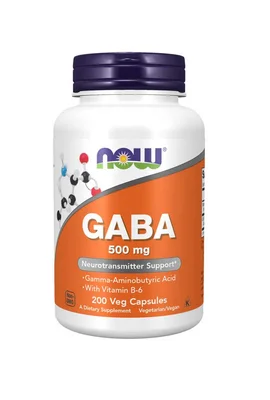 NOW
GABA
500 mg
Neurotransmitter Support*
• Gamma-Aminobutyric Acid
• With Vitamin B-6
200 Veg Capsules
A Dietary Supplement Vegetarian/Vegan
K